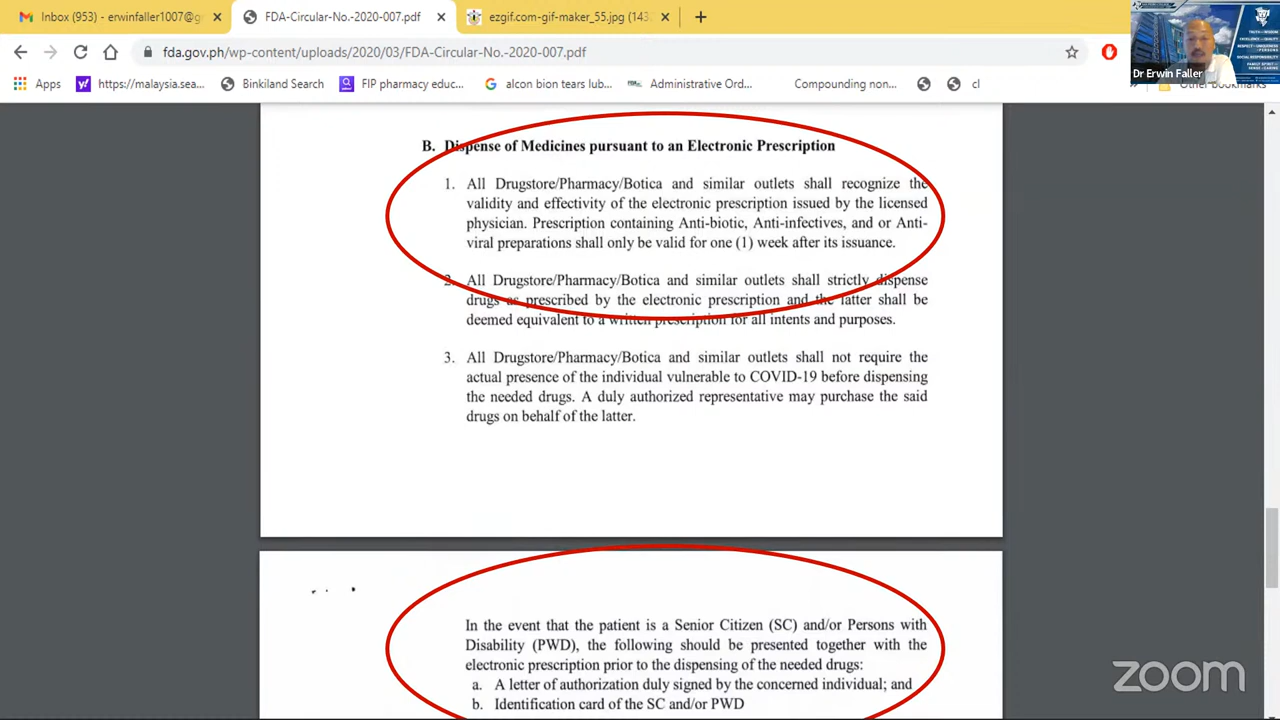 Inbox (953) - erwinfaller1007@g
FDA-Circular-No.-2020-007.pdf
ezgif.com-gif-maker_55.jpg (143
fda.gov.ph/wp-content/uploads/2020/03/FDA-Circular-No.-2020-007.pdf
Apps
https://malaysia.sea...
Binkiland Search
FIP pharmacy educ...
alcon tears lub...
Administrative Ord...
Compounding non...
cl
Other bookmarks
Dr Erwin Faller
B. Dispense of Medicines pursuant to an Electronic Prescription
1. All Drugstore/Pharmacy/Botica and similar outlets shall recognize the
validity and effectivity of the electronic prescription issued by the licensed
physician. Prescription containing Anti-biotic, Anti-infectives, and or Anti-
viral preparations shall only be valid for one (1) week after its issuance.
2. All Drugstore/Pharmacy/Botica and similar outlets shall strictly dispense
drugs as prescribed by the electronic prescription and the latter shall be
deemed equivalent to a written prescription for all intents and purposes.
3. All Drugstore/Pharmacy/Botica and similar outlets shall not require the
actual presence of the individual vulnerable to COVID-19 before dispensing
the needed drugs. A duly authorized representative may purchase the said
drugs on behalf of the latter.
In the event that the patient is a Senior Citizen (SC) and/or Persons with
Disability (PWD), the following should be presented together with the
electronic prescription prior to the dispensing of the needed drugs:
a. A letter of authorization duly signed by the concerned individual; and
b. Identification card of the SC and/or PWD
zoom